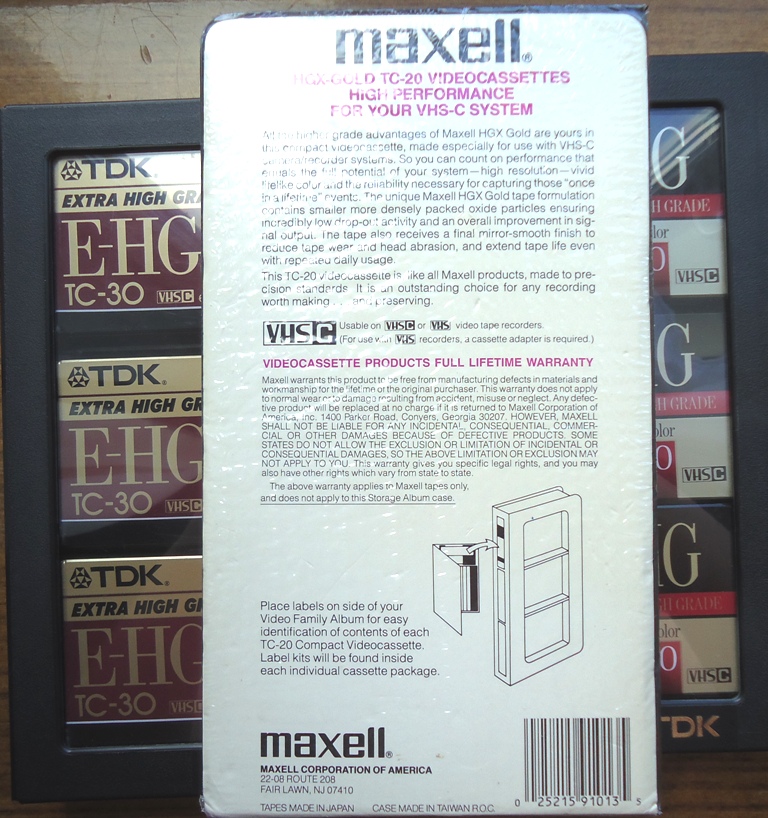 maxell®
HGX-GOLD TC-20 VIDEOCASSETTES
HIGH PERFORMANCE
FOR YOUR VHS-C SYSTEM
All the higher grade advantages of Maxell HGX Gold are yours in
this compact videocassette, made especially for use with VHS-C
camera/recorder systems. So you can count on performance that
equals the full potential of your system—high resolution—vivid
lifelike color and the reliability necessary for capturing those "once
in a lifetime" events. The unique Maxell HGX Gold tape formulation
contains smaller more densely packed oxide particles ensuring
incredibly low drop-out activity and an overall improvement in sig-
nal output. The tape also receives a final mirror-smooth finish to
reduce tape wear and head abrasion, and extend tape life even
with repeated daily usage.
This TC-20 videocassette is, like all Maxell products, made to pre-
cision standards. It is an outstanding choice for any recording
worth making and preserving.
VHS C Usable on VHS C or VHS video tape recorders.
(For use with VHS recorders, a cassette adapter is required.)
VIDEOCASSETTE PRODUCTS FULL LIFETIME WARRANTY
Maxell warrants this product to be free from manufacturing defects in materials and
workmanship for the lifetime of the original purchaser. This warranty does not apply
to normal wear or to damage resulting from accident, misuse or neglect. Any defec-
tive product will be replaced at no charge if it is returned to Maxell Corporation of
America, Inc. 1400 Parker Road, Conyers, Georgia 30207. HOWEVER, MAXELL
SHALL NOT BE LIABLE FOR ANY INCIDENTAL, CONSEQUENTIAL, COMMER-
CIAL OR OTHER DAMAGES BECAUSE OF DEFECTIVE PRODUCTS. SOME
STATES DO NOT ALLOW THE EXCLUSION OR LIMITATION OF INCIDENTAL OR
CONSEQUENTIAL DAMAGES, SO THE ABOVE LIMITATION OR EXCLUSION MAY
NOT APPLY TO YOU. This warranty gives you specific legal rights, and you may
also have other rights which vary from state to state.
The above warranty applies to Maxell tapes only,
and does not apply to this Storage Album case.
Place labels on side of your
Video Family Album for easy
identification of contents of each
TC-20 Compact Videocassette.
Label kits will be found inside
each individual cassette package.
maxell®
MAXELL CORPORATION OF AMERICA
22-08 ROUTE 208
FAIR LAWN, NJ 07410
TAPES MADE IN JAPAN CASE MADE IN TAIWAN R.O.C.
0 25215 91013 5
TDK.
EXTRA HIGH GR
E-HG
TC-30 VHS C
TDK.
EXTRA HIGH GR
E-HG
TC-30 VHS C
TDK.
EXTRA HIGH GR
E-HG
TC-30 VHS C
G
H GRADE
lor
0 VHS C
G
H GRADE
olor
0 VHS C
G
H GRADE
olor
0 VHS C
TDK